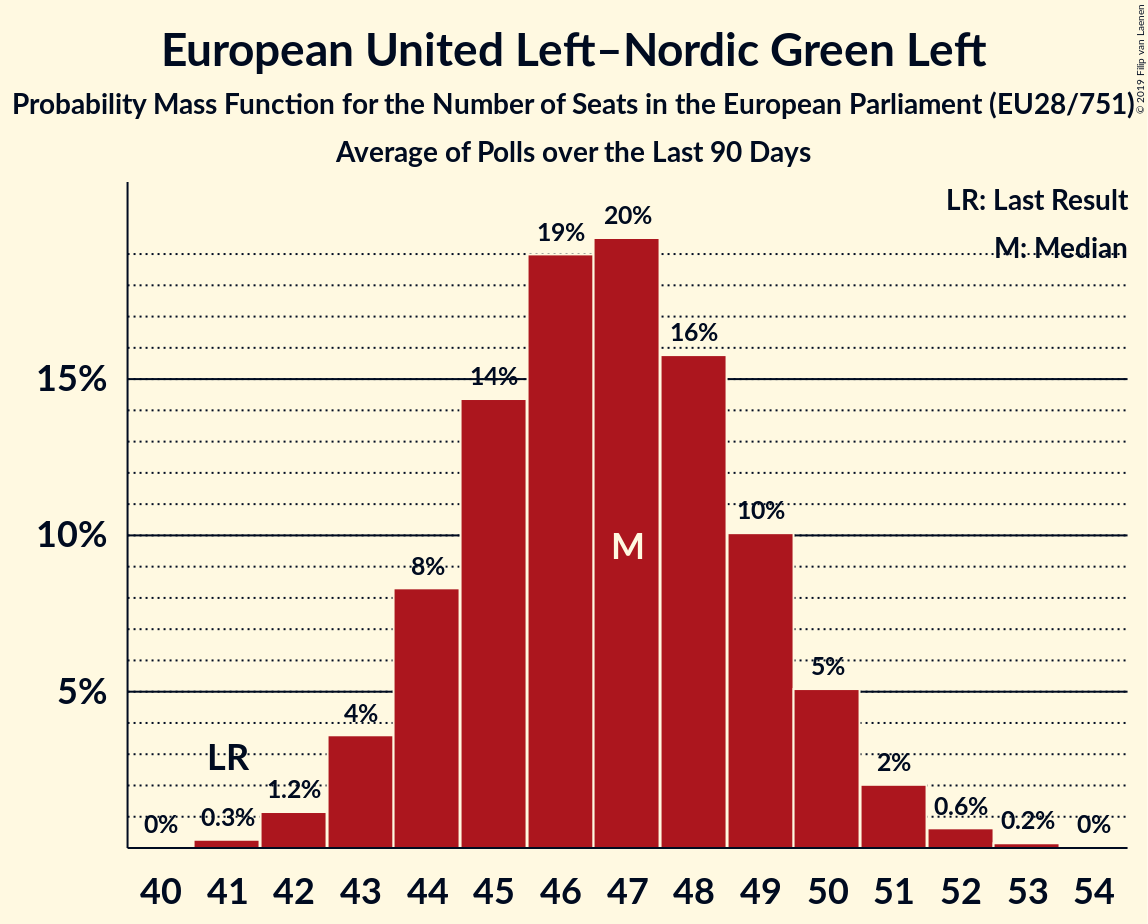 European United Left–Nordic Green Left
Probability Mass Function for the Number of Seats in the European Parliament (EU28/751)
Average of Polls over the Last 90 Days
© 2019 Filip van Laenen
LR: Last Result
M: Median
20%
19%
16%
15%
14%
10%
10%
M
8%
5%
5%
4%
LR
2%
1.2%
0.6%
0% 0.3%
0.2% 0%
40 41 42 43 44 45 46 47 48 49 50 51 52 53 54